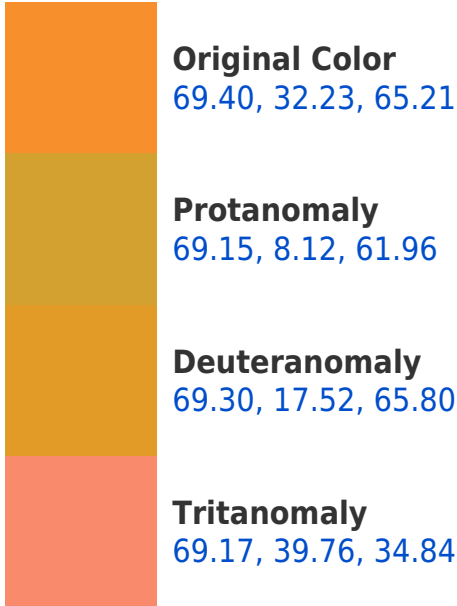 Original Color
69.40, 32.23, 65.21
Protanomaly
69.15, 8.12, 61.96
Deuteranomaly
69.30, 17.52, 65.80
Tritanomaly
69.17, 39.76, 34.84